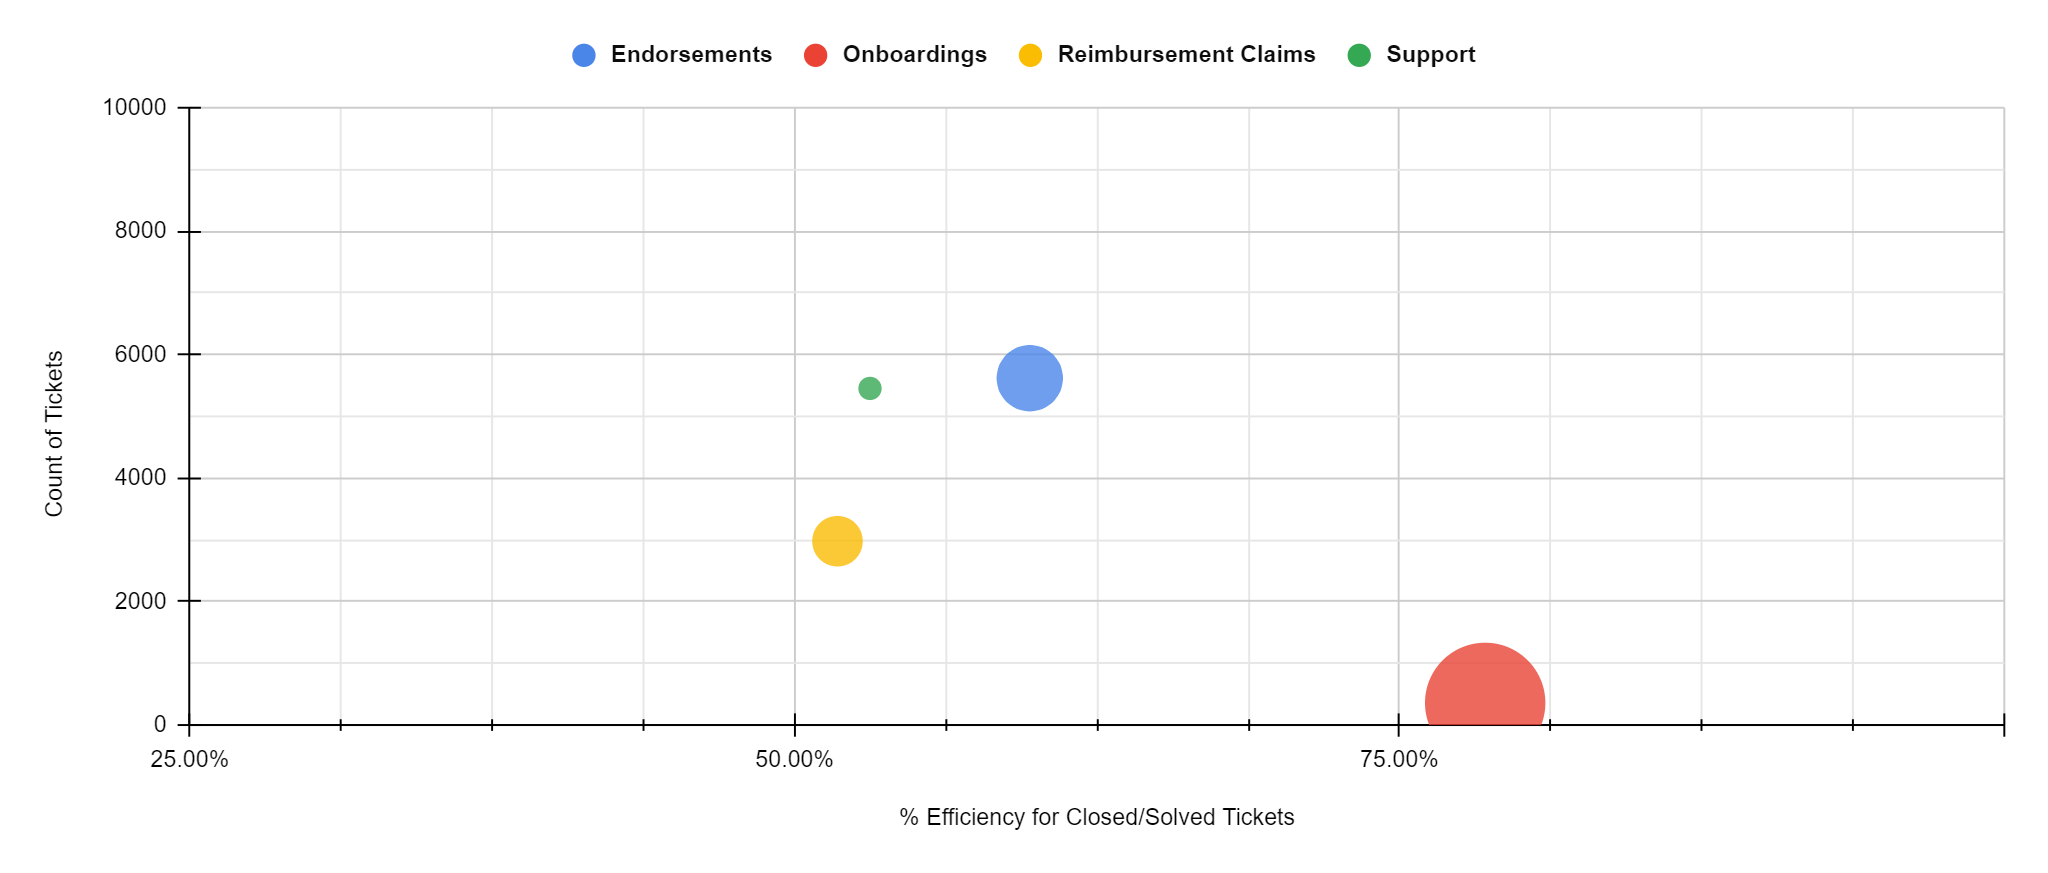 Endorsements Onboardings Reimbursement Claims Support
10000
8000
6000
4000
2000
0
Count of Tickets
25.00% 50.00% 75.00%
% Efficiency for Closed/Solved Tickets